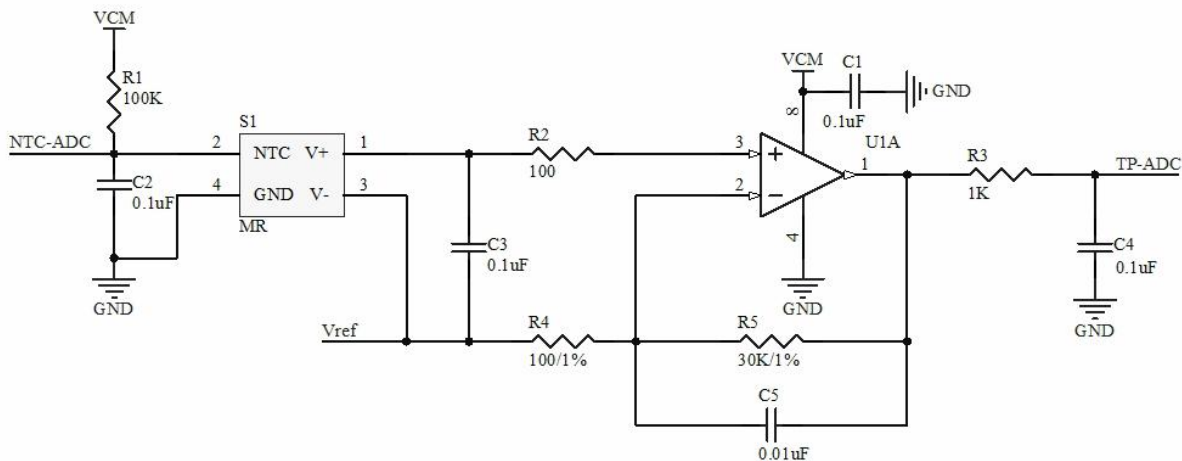 VCM
R1
100K
NTC-ADC
C2
0.1uF
GND
S1
2
NTC V+
1
4
GND V-
3
MR
C3
0.1uF
Vref
R2
100
R4
100/1%
VCM
C1
0.1uF
GND
8
U1A
3
+
2
−
1
4
GND
R5
30K/1%
C5
0.01uF
R3
1K
TP-ADC
C4
0.1uF
GND